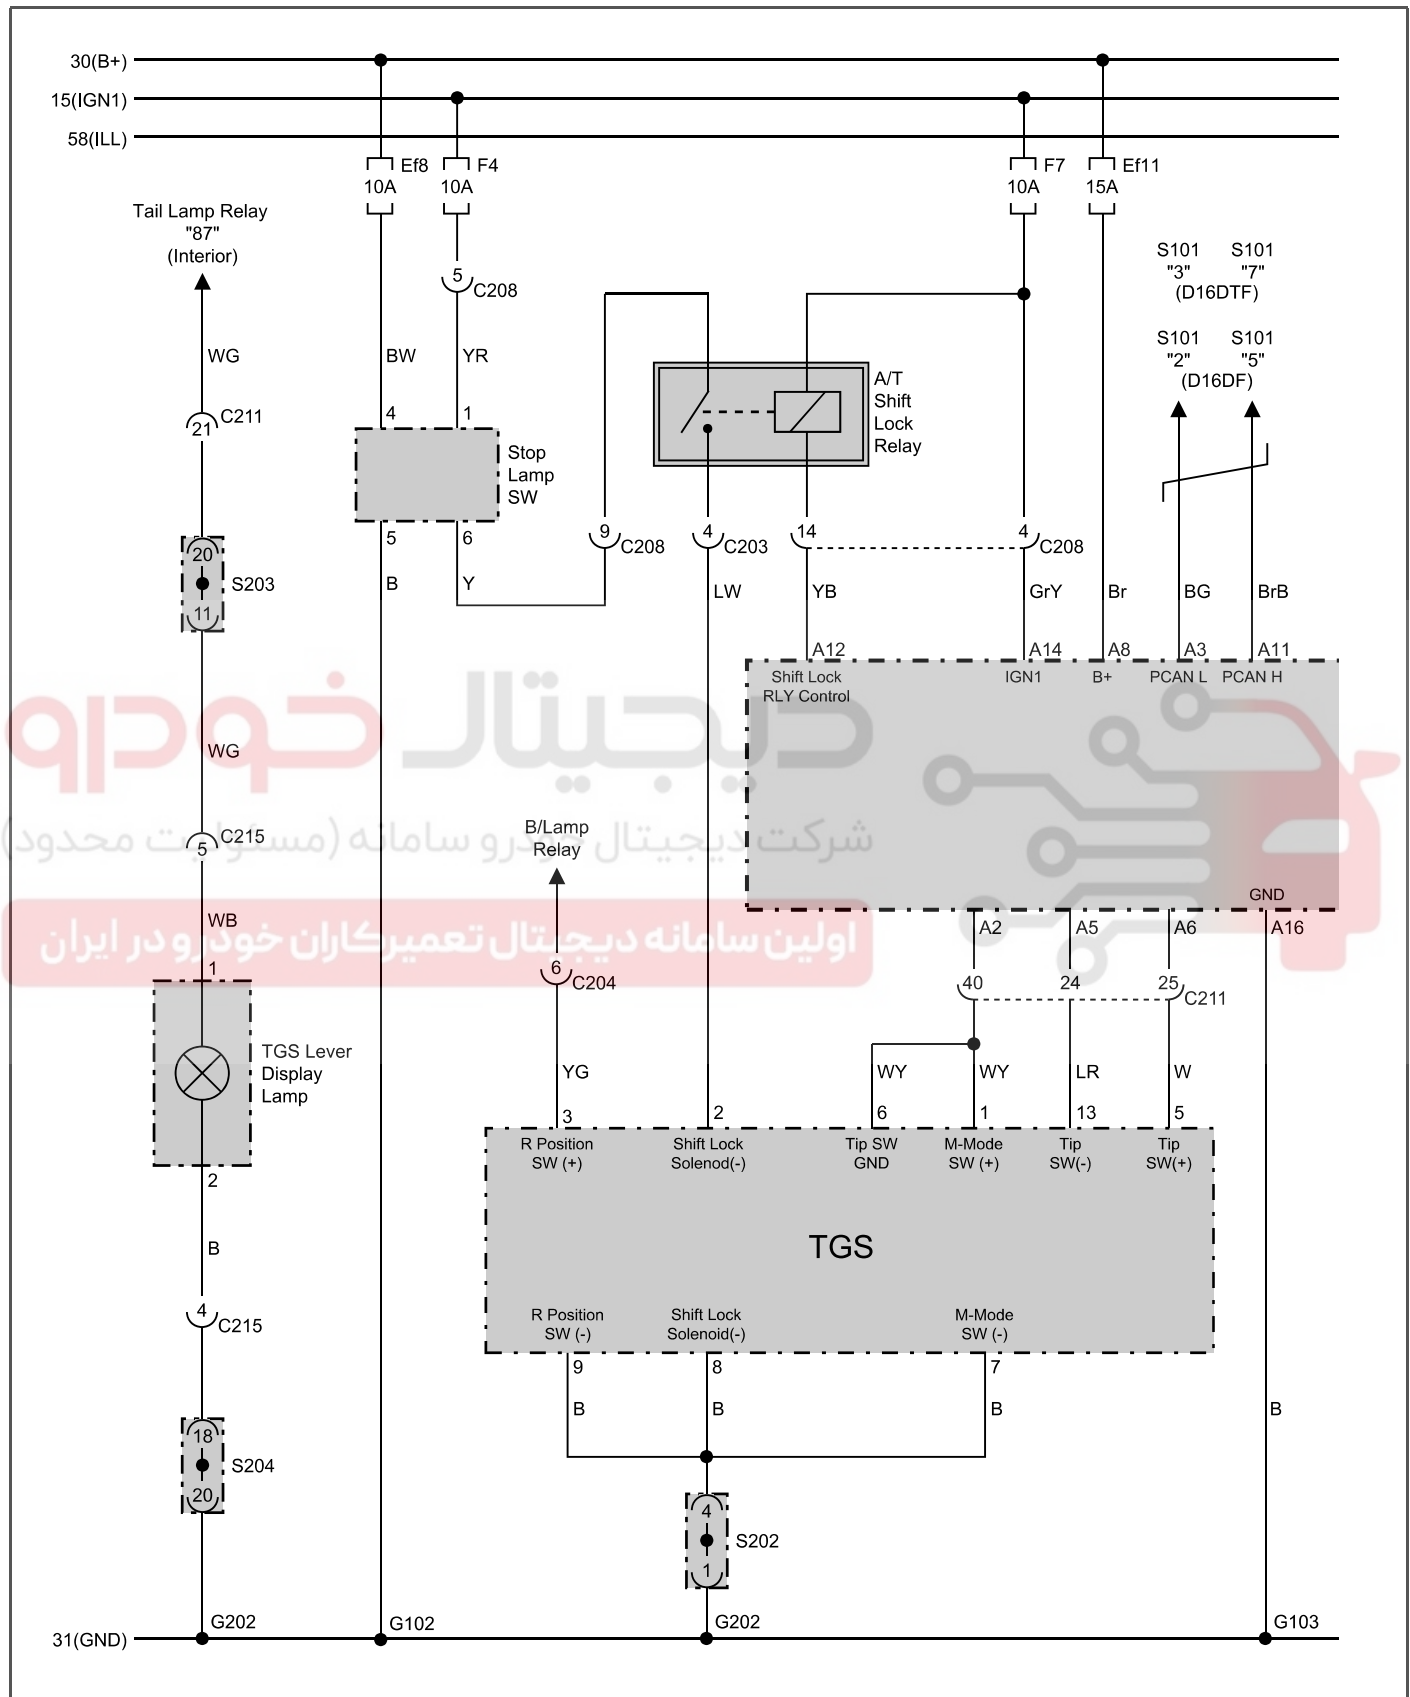 30(B+)
15(IGN1)
58(ILL)
Ef8
10A
F4
10A
F7
10A
Ef11
15A
Tail Lamp Relay
"87"
(Interior)
5
C208
S101
"3"
S101
"7"
(D16DTF)
S101
"2"
S101
"5"
(D16DF)
WG
BW
YR
C211
21
4
1
Stop
Lamp
SW
A/T
Shift
Lock
Relay
5
6
9
C208
4
C203
14
4
C208
20
S203
11
B
Y
LW
YB
GrY
Br
BG
BrB
A12
A14
A8
A3
A11
Shift Lock
RLY Control
IGN1
B+
PCAN L
PCAN H
دیجیتال خودرو
WG
C215
5
شرکت دیجیتال خودرو سامانه (مسئولیت محدود)
B/Lamp
Relay
GND
WB
اولین سامانه دیجیتال تعمیرکاران خودرو در ایران
A2
A5
A6
A16
1
6
C204
40
24
25
C211
TGS Lever
Display
Lamp
YG
WY
WY
LR
W
3
2
6
1
13
5
R Position
SW (+)
Shift Lock
Solenod(-)
Tip SW
GND
M-Mode
SW (+)
Tip
SW(-)
Tip
SW(+)
2
B
TGS
4
C215
R Position
SW (-)
Shift Lock
Solenoid(-)
M-Mode
SW (-)
9
8
7
B
B
B
B
18
S204
20
4
S202
1
31(GND)
G202
G102
G202
G103